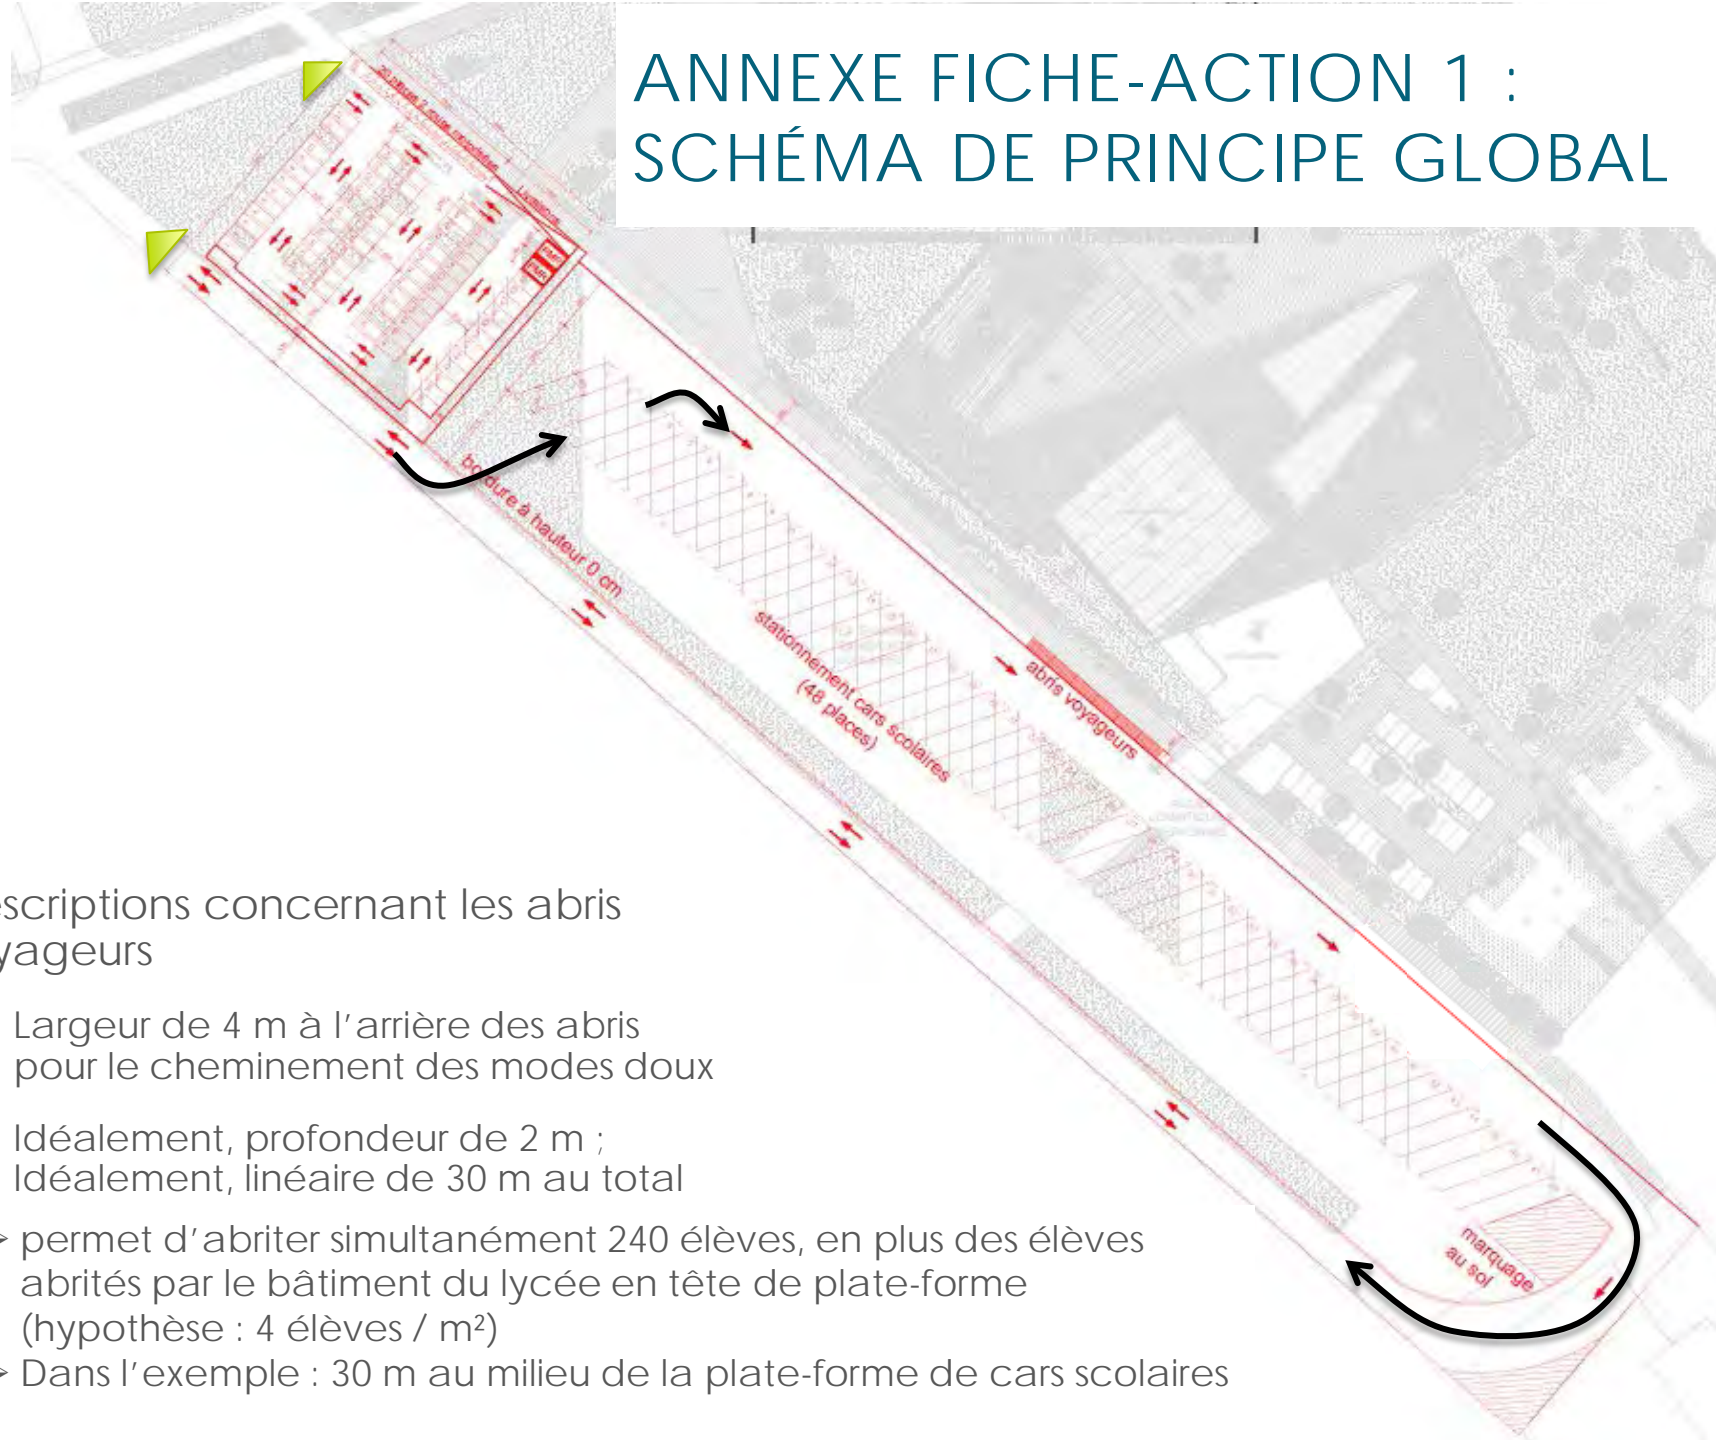 ANNEXE FICHE-ACTION 1 :
SCHÉMA DE PRINCIPE GLOBAL
PMR
PMR
bordure à hauteur 0 cm
stationnement cars scolaires
(48 places)
abris voyageurs
marquage
au sol
escriptions concernant les abris
yageurs
Largeur de 4 m à l'arrière des abris
pour le cheminement des modes doux
Idéalement, profondeur de 2 m ;
Idéalement, linéaire de 30 m au total
permet d'abriter simultanément 240 élèves, en plus des élèves
abrités par le bâtiment du lycée en tête de plate-forme
(hypothèse : 4 élèves / m²)
Dans l'exemple : 30 m au milieu de la plate-forme de cars scolaires